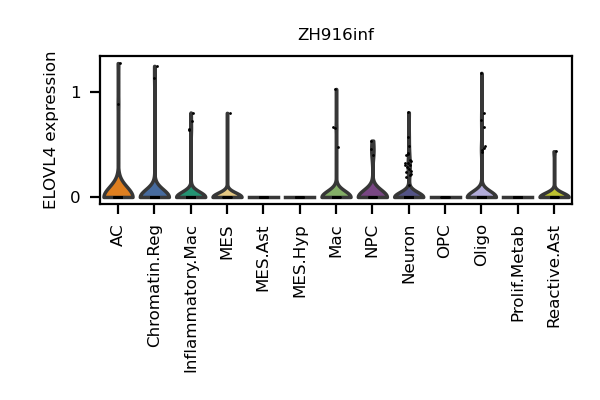 ZH916inf
ELOVL4 expression
1
0
AC
Chromatin.Reg
Inflammatory.Mac
MES
MES.Ast
MES.Hyp
Mac
NPC
Neuron
OPC
Oligo
Prolif.Metab
Reactive.Ast